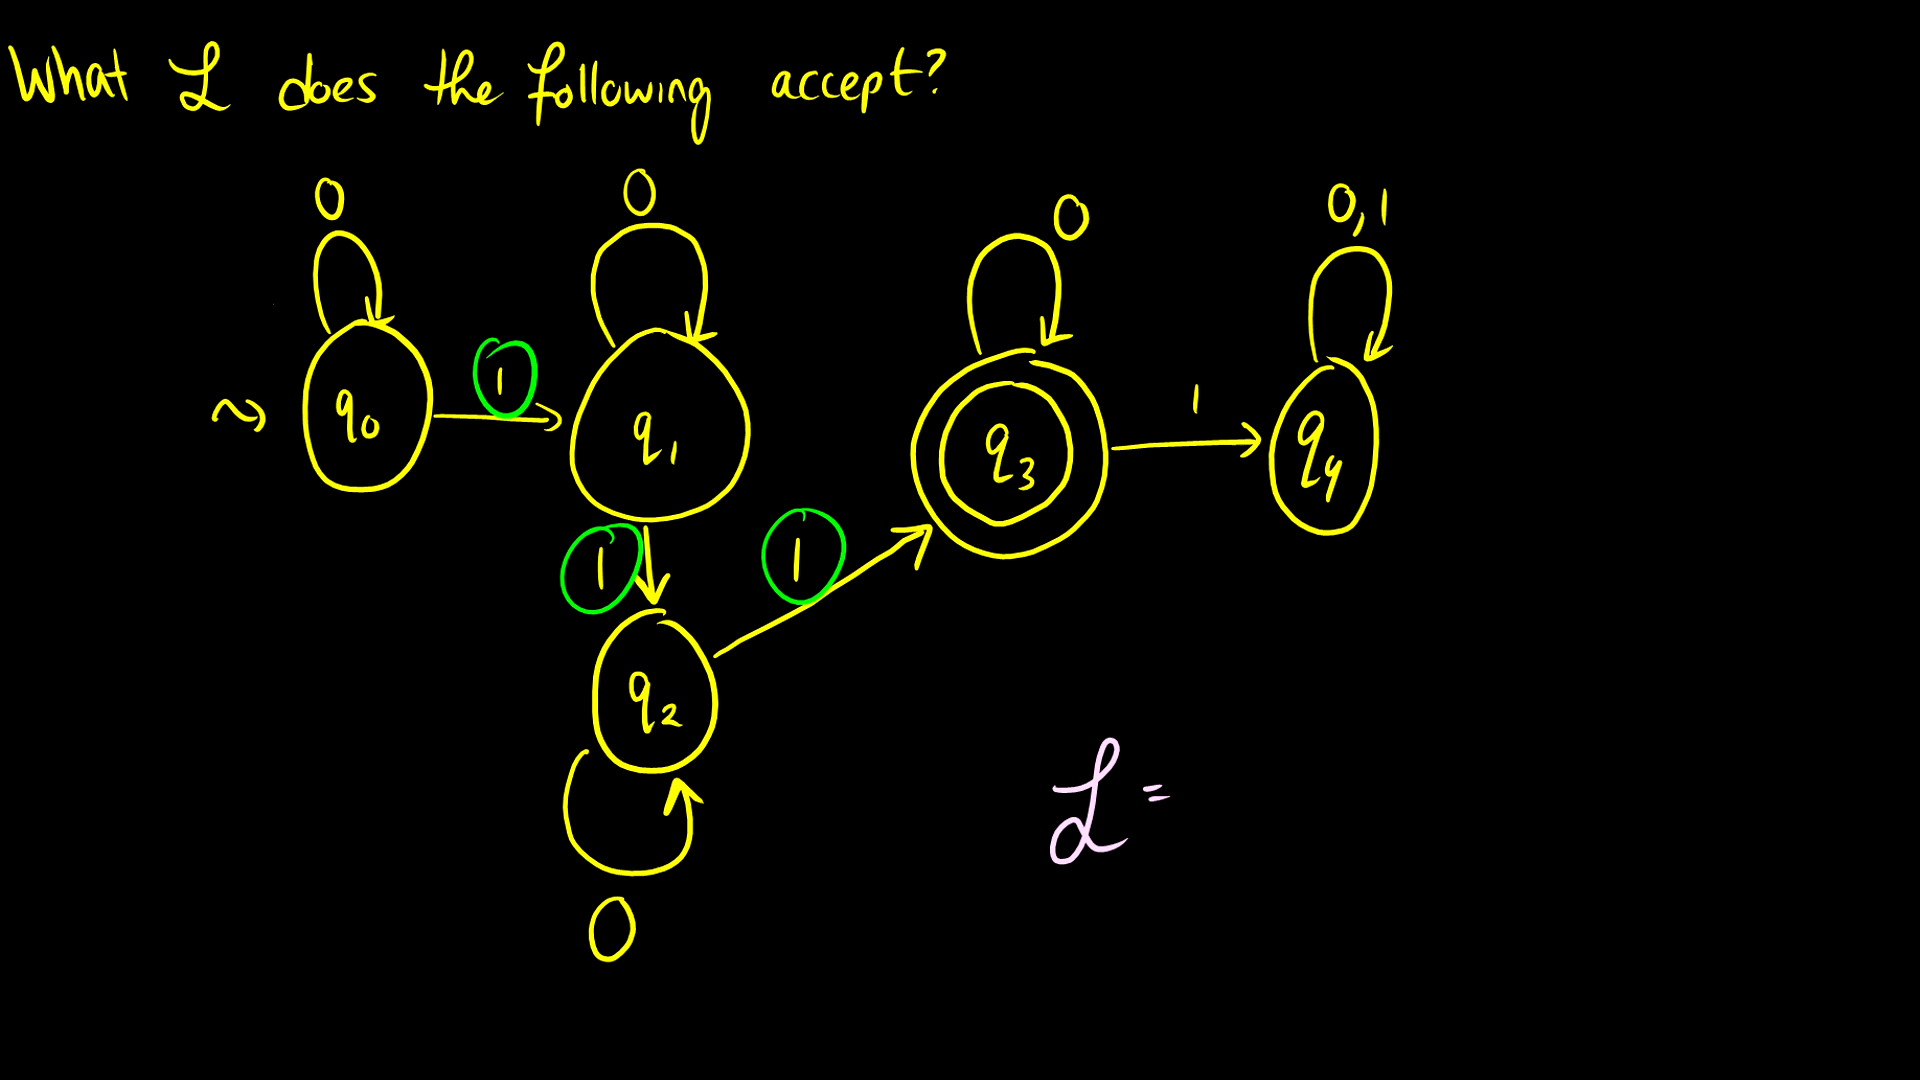 What L does the following accept?
0
0
0
0,1
q0
1
q1
q3
1
q4
1
1
q2
L =
0